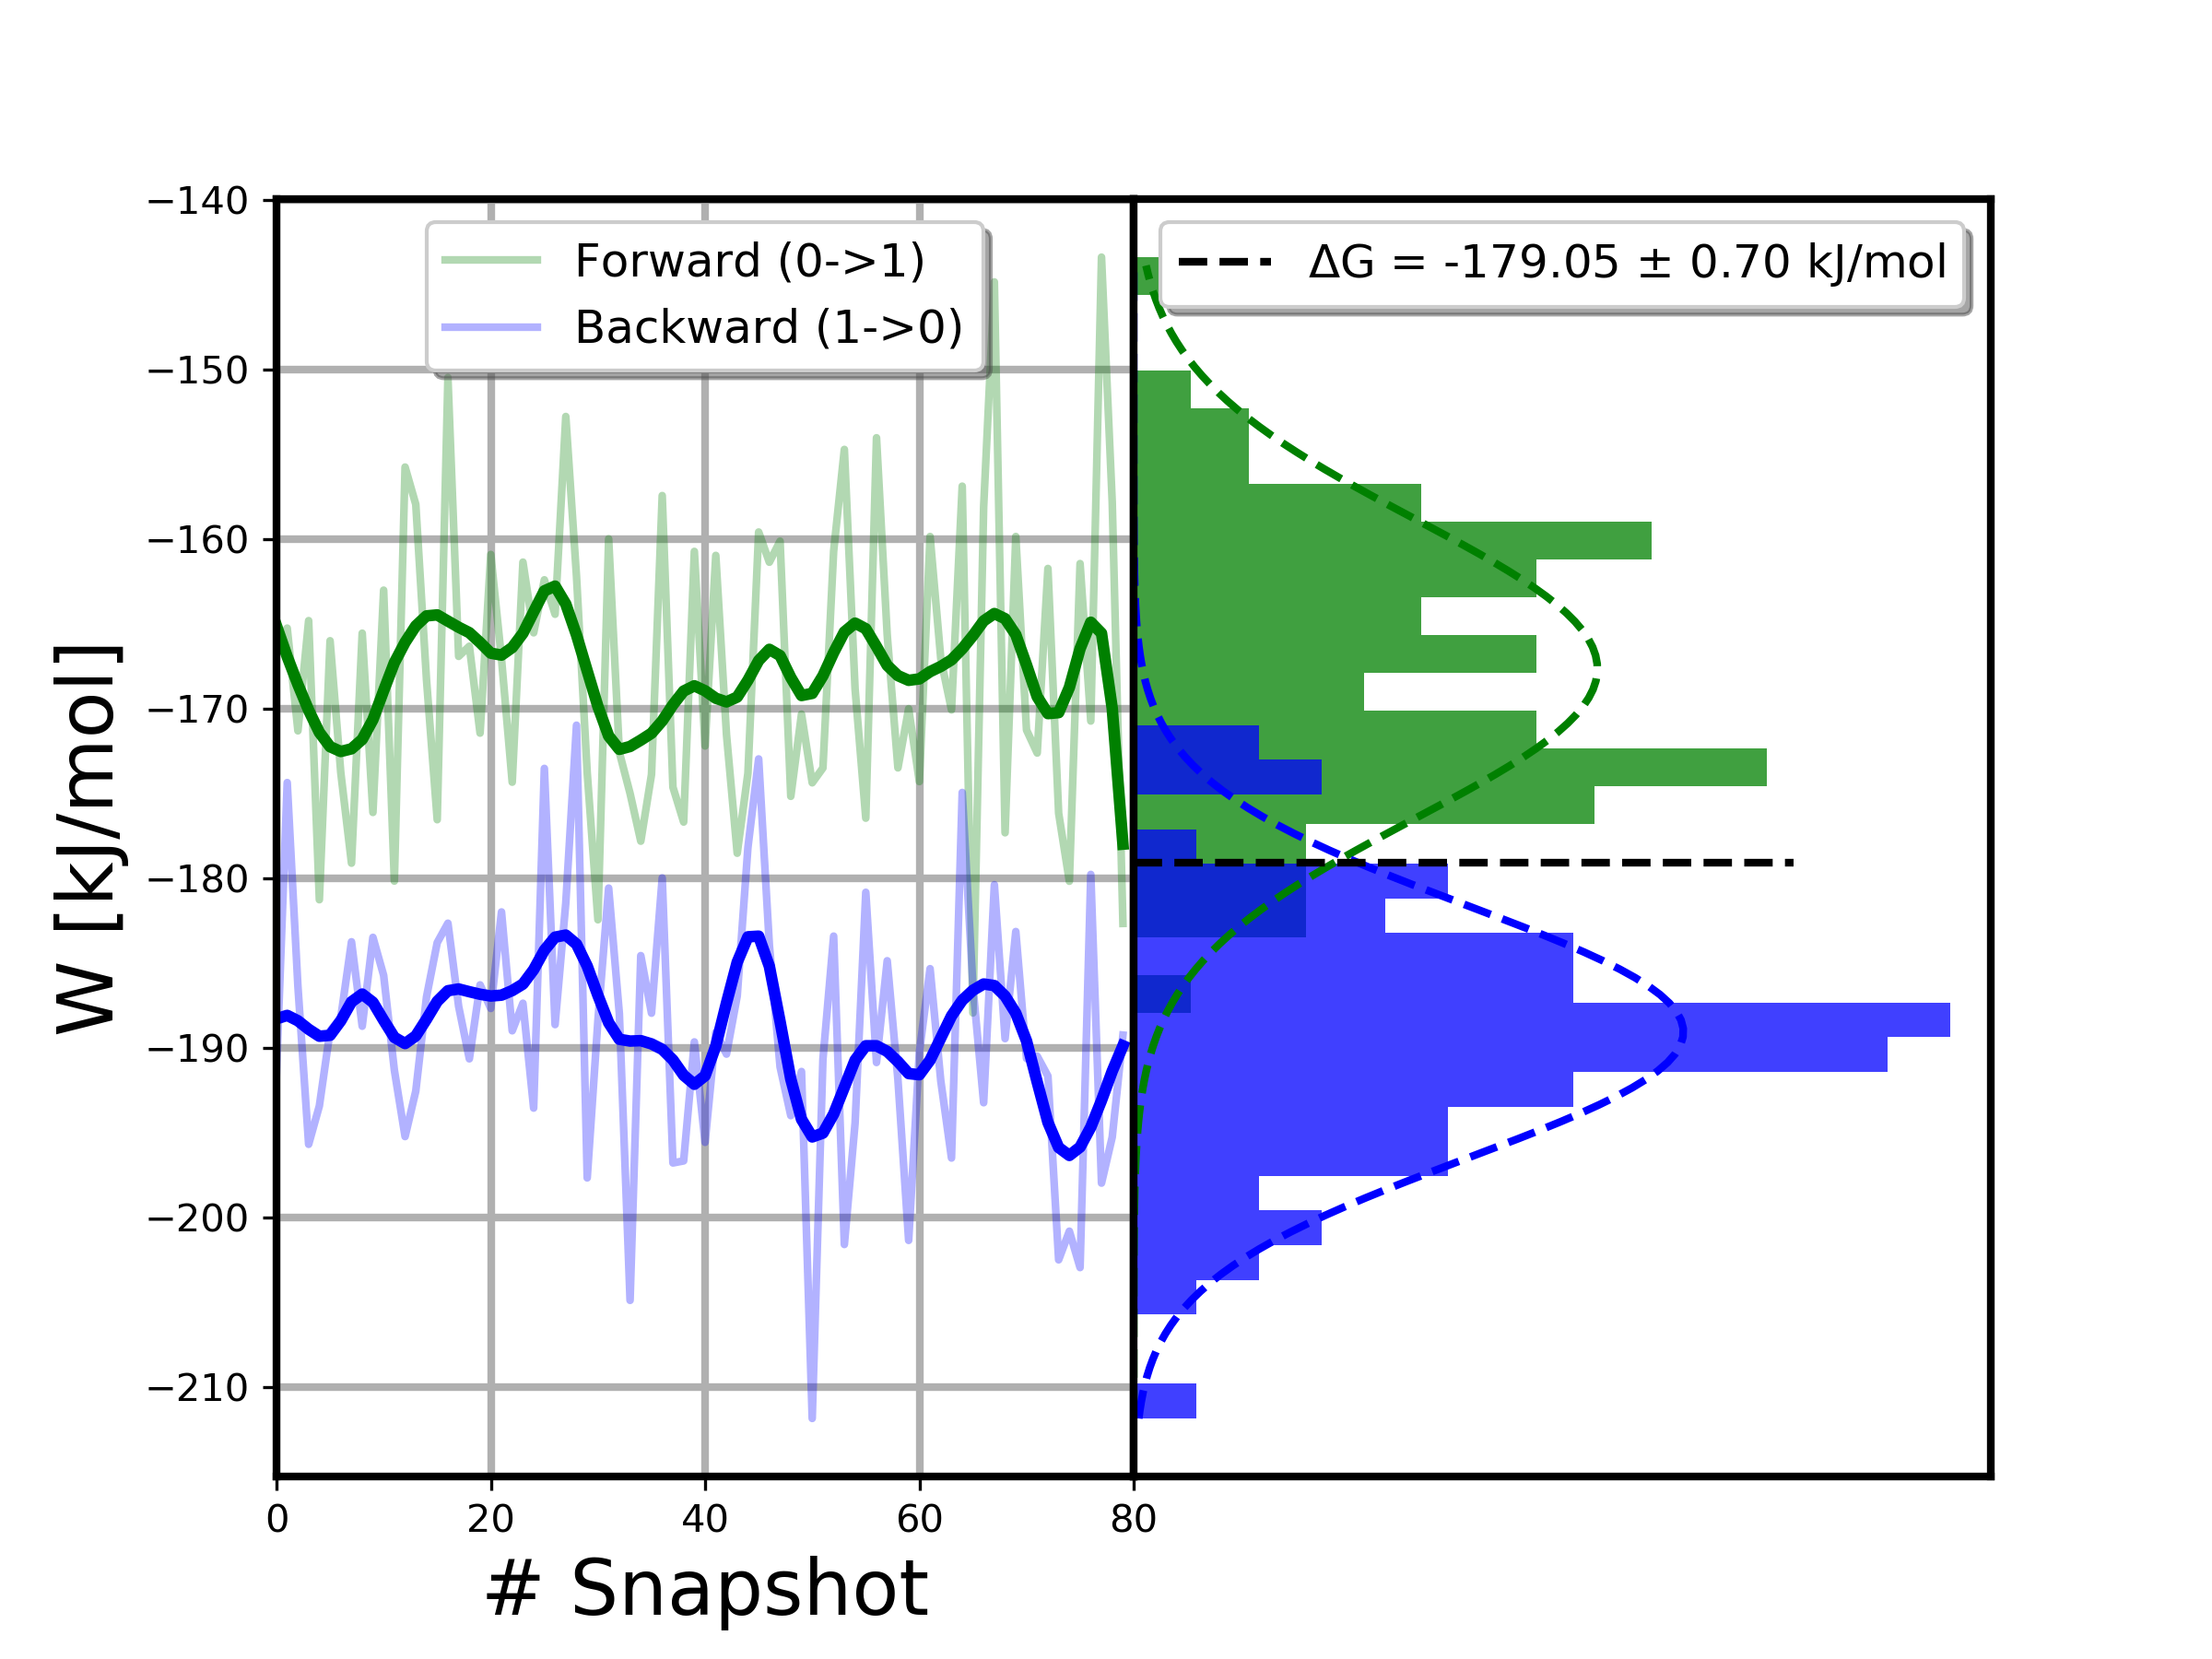 −140
−150
−160
−170
−180
−190
−200
−210
W [kJ/mol]
Forward (0->1)
Backward (1->0)
ΔG = -179.05 ± 0.70 kJ/mol
0 20 40 60 80
# Snapshot